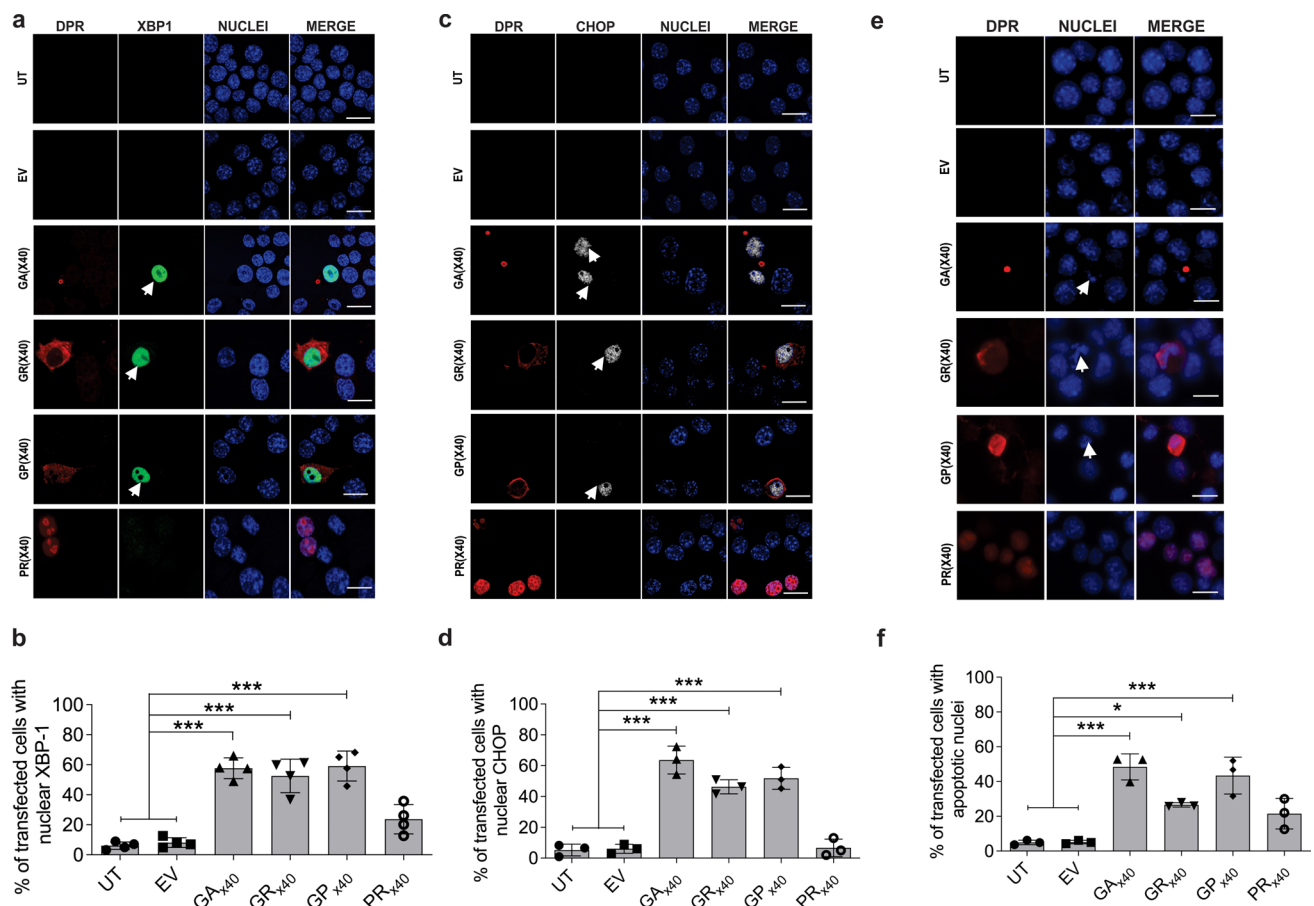 a
DPR XBP1 NUCLEI MERGE
UT
EV
GA(X40)
GR(X40)
GP(X40)
PR(X40)
b
% of transfected cells with
nuclear XBP-1
100
80
60
40
20
0
***
***
***
UT EV GAx40 GRx40 GP x40 PRx40
c
DPR CHOP NUCLEI MERGE
UT
EV
GA(X40)
GR(X40)
GP(X40)
PR(X40)
d
% of transfected cells with
nuclear CHOP
100
80
60
40
20
0
***
***
***
UT EV GAx40 GRx40 GP x40 PRx40
e
DPR NUCLEI MERGE
UT
EV
GA(X40)
GR(X40)
GP(X40)
PR(X40)
f
% of transfected cells with
apoptotic nuclei
100
80
60
40
20
0
***
*
***
UT EV GAx40 GRx40 GP x40 PRx40